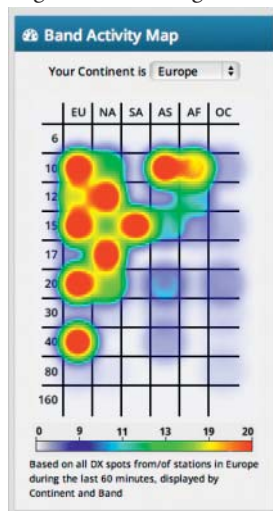 Band Activity Map
Your Continent is Europe
EU NA SA AS AF OC
6
10
12
15
17
20
30
40
80
160
0 9 11 13 19 20
Based on all DX spots from/of stations in Europe
during the last 60 minutes, displayed by
Continent and Band